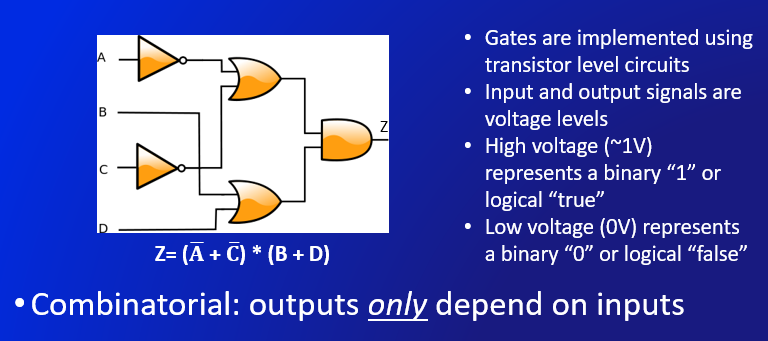 A
B
C
D
Z
Z= (A̅ + C̅) * (B + D)
• Gates are implemented using
transistor level circuits
• Input and output signals are
voltage levels
• High voltage (~1V)
represents a binary “1” or
logical “true”
• Low voltage (0V) represents
a binary “0” or logical “false”
• Combinatorial: outputs only depend on inputs